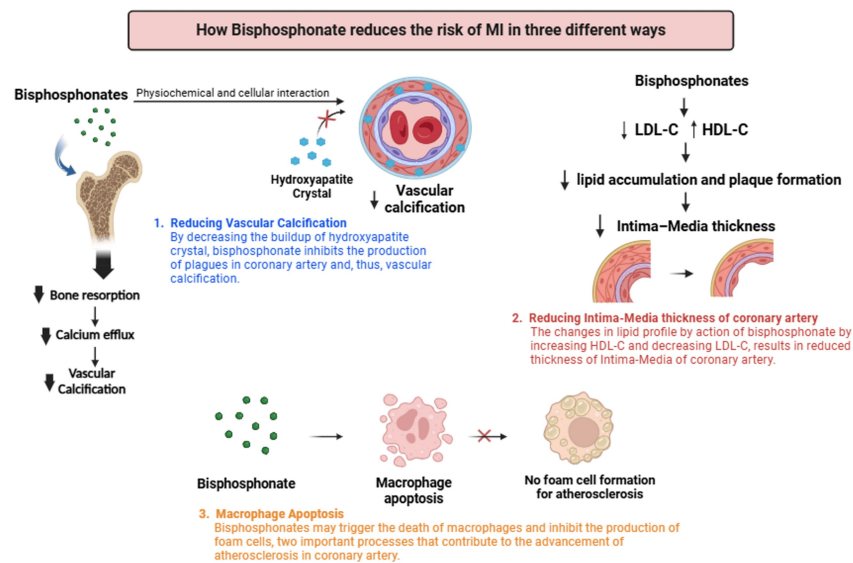 How Bisphosphonate reduces the risk of MI in three different ways
Bisphosphonates
Physiochemical and cellular interaction
Hydroxyapatite
Crystal
Vascular
calcification
1. Reducing Vascular Calcification
By decreasing the buildup of hydroxyapatite
crystal, bisphosphonate inhibits the production
of plagues in coronary artery and, thus, vascular
calcification.
Bone resorption
Calcium efflux
Vascular
Calcification
Bisphosphonates
↓ LDL-C ↑ HDL-C
↓ lipid accumulation and plaque formation
↓ Intima–Media thickness
2. Reducing Intima-Media thickness of coronary artery
The changes in lipid profile by action of bisphosphonate by
increasing HDL-C and decreasing LDL-C, results in reduced
thickness of Intima-Media of coronary artery.
Bisphosphonate
Macrophage
apoptosis
No foam cell formation
for atherosclerosis
3. Macrophage Apoptosis
Bisphosphonates may trigger the death of macrophages and inhibit the production of
foam cells, two important processes that contribute to the advancement of
atherosclerosis in coronary artery.